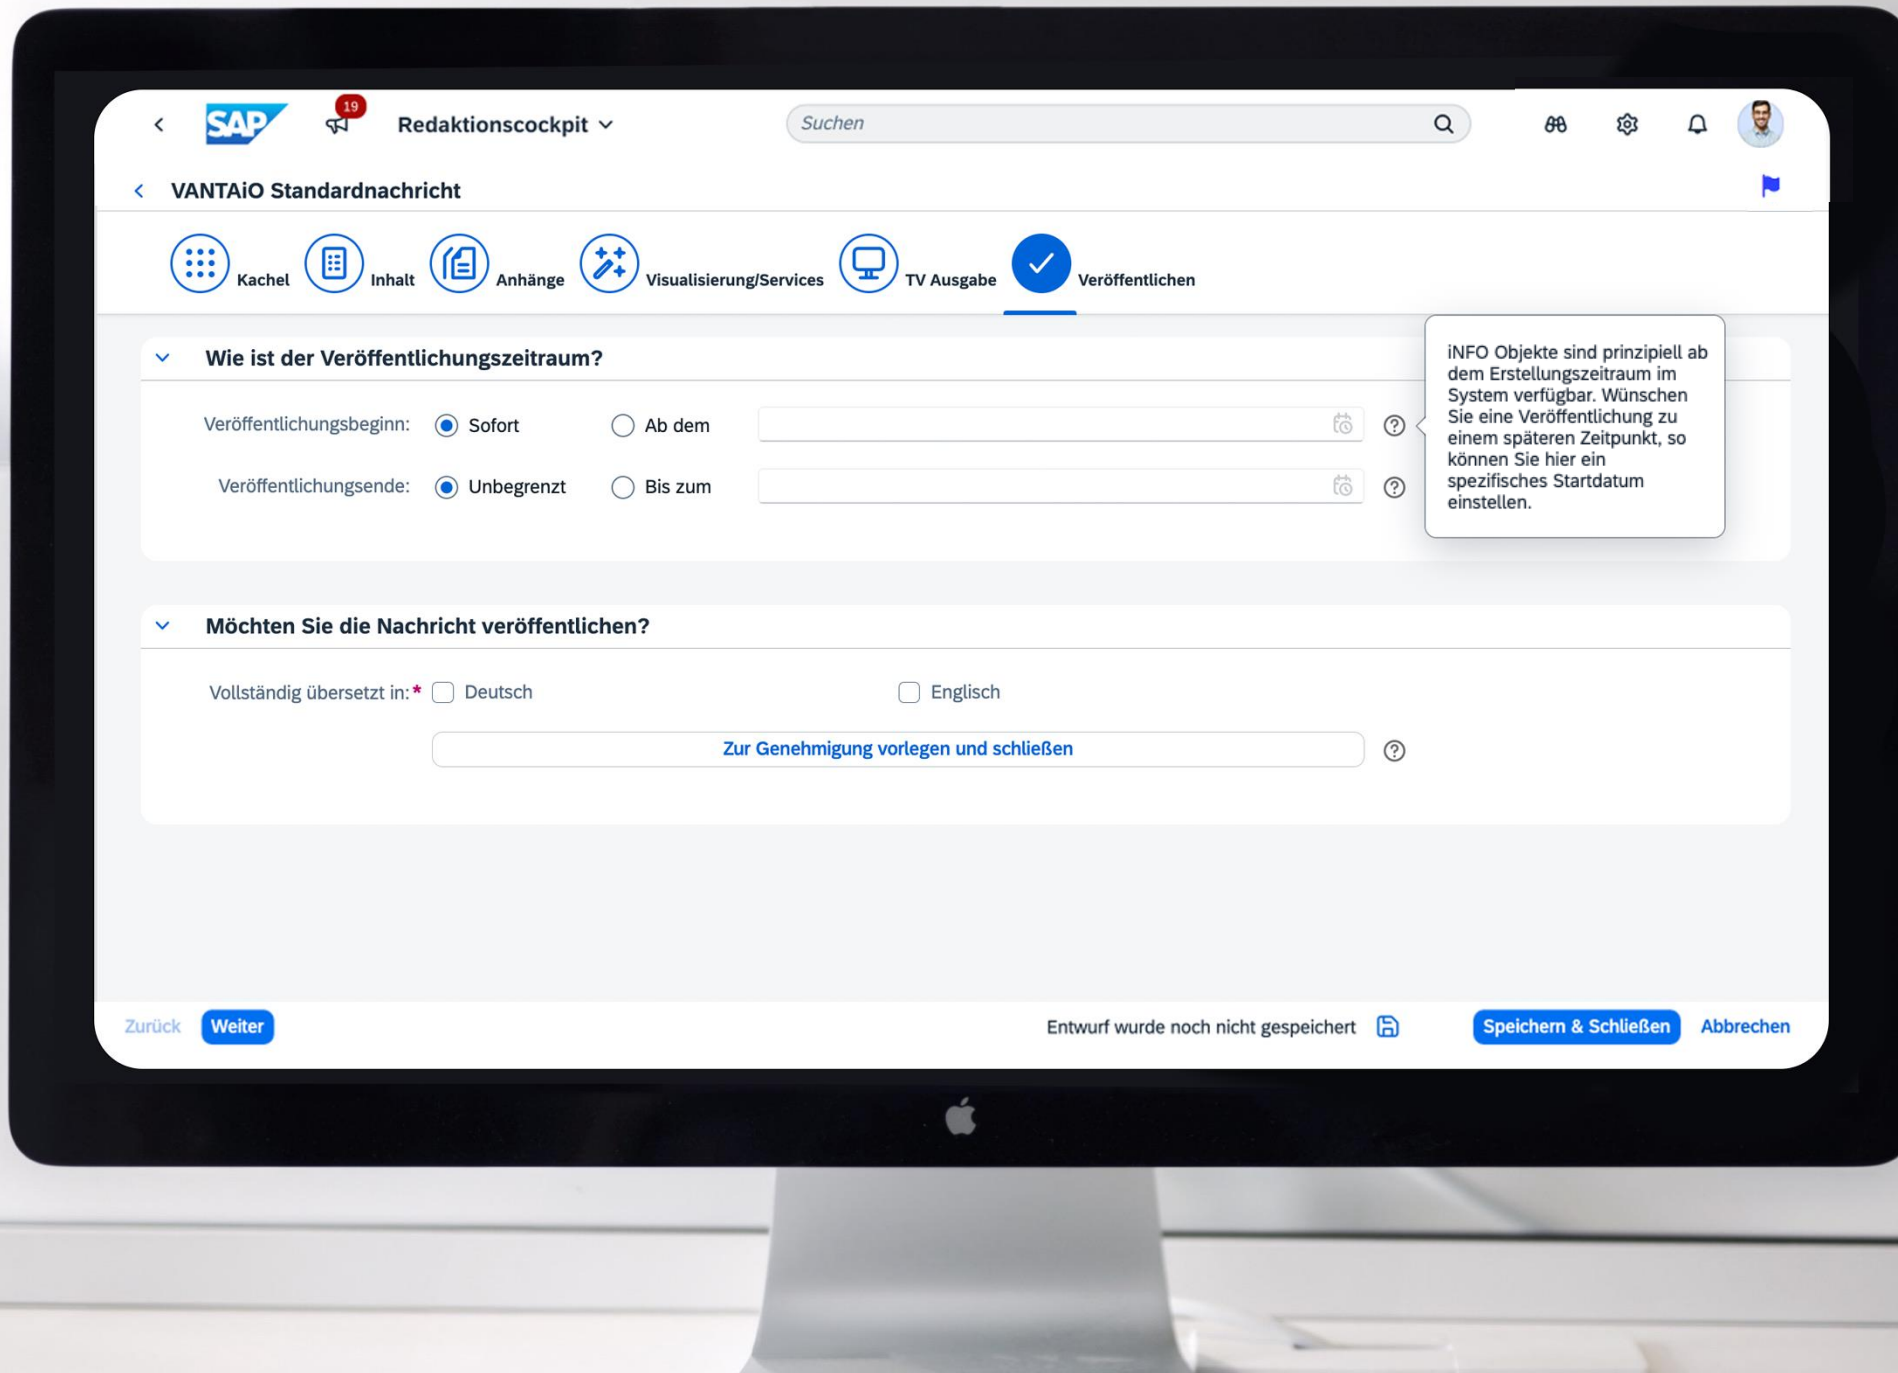 SAP
19
Redaktionscockpit
Suchen
VANTAiO Standardnachricht
Kachel
Inhalt
Anhänge
Visualisierung/Services
TV Ausgabe
Veröffentlichen
Wie ist der Veröffentlichungszeitraum?
Veröffentlichungsbeginn:
Sofort
Ab dem
Veröffentlichungsende:
Unbegrenzt
Bis zum
iNFO Objekte sind prinzipiell ab
dem Erstellungszeitraum im
System verfügbar. Wünschen
Sie eine Veröffentlichung zu
einem späteren Zeitpunkt, so
können Sie hier ein
spezifisches Startdatum
einstellen.
Möchten Sie die Nachricht veröffentlichen?
Vollständig übersetzt in:*
Deutsch
Englisch
Zur Genehmigung vorlegen und schließen
Zurück
Weiter
Entwurf wurde noch nicht gespeichert
Speichern & Schließen
Abbrechen